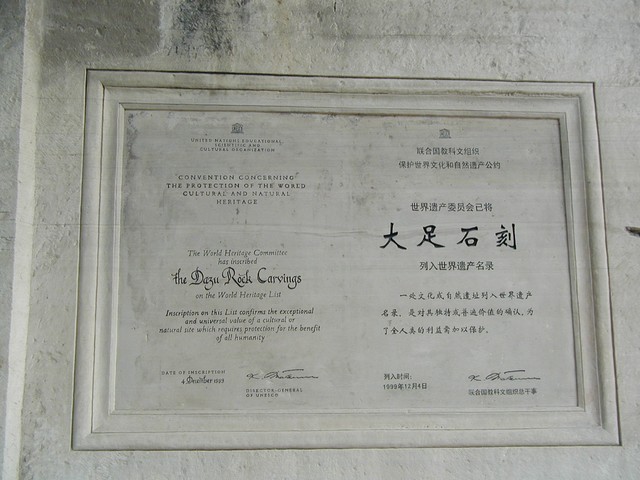 UNITED NATIONS EDUCATIONAL
SCIENTIFIC AND
CULTURAL ORGANIZATION
CONVENTION CONCERNING
THE PROTECTION OF THE WORLD
CULTURAL AND NATURAL
HERITAGE
The World Heritage Committee
has inscribed
the Dazu Rock Carvings
on the World Heritage List
Inscription on this List confirms the exceptional
and universal value of a cultural or
natural site which requires protection for the benefit
of all humanity
DATE OF INSCRIPTION
4 December 1999
DIRECTOR-GENERAL
OF UNESCO
联合国教科文组织
保护世界文化和自然遗产公约
世界遗产委员会已将
大足石刻
列入世界遗产名录
一处文化或自然遗址列入世界遗产
名录，是对其独特或普遍价值的确认，为
了全人类的利益需加以保护。
列入时间：
1999年12月4日
联合国教科文组织总干事